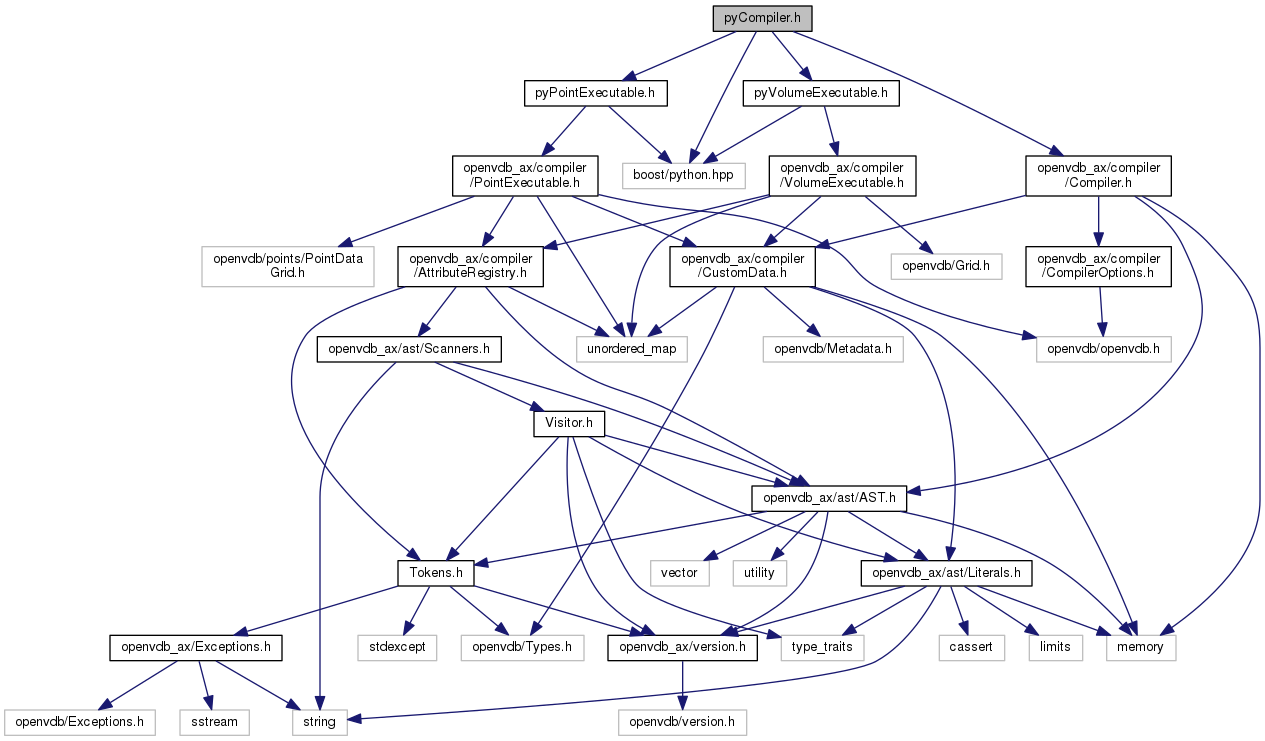 pyCompiler.h
pyPointExecutable.h
pyVolumeExecutable.h
openvdb_ax/compiler
/PointExecutable.h
boost/python.hpp
openvdb_ax/compiler
/VolumeExecutable.h
openvdb_ax/compiler
/Compiler.h
openvdb/points/PointData
Grid.h
openvdb_ax/compiler
/AttributeRegistry.h
openvdb_ax/compiler
/CustomData.h
openvdb/Grid.h
openvdb_ax/compiler
/CompilerOptions.h
openvdb_ax/ast/Scanners.h
unordered_map
openvdb/Metadata.h
openvdb/openvdb.h
Visitor.h
openvdb_ax/ast/AST.h
Tokens.h
vector
utility
openvdb_ax/ast/Literals.h
openvdb_ax/Exceptions.h
stdexcept
openvdb/Types.h
openvdb_ax/version.h
type_traits
cassert
limits
memory
openvdb/Exceptions.h
sstream
string
openvdb/version.h